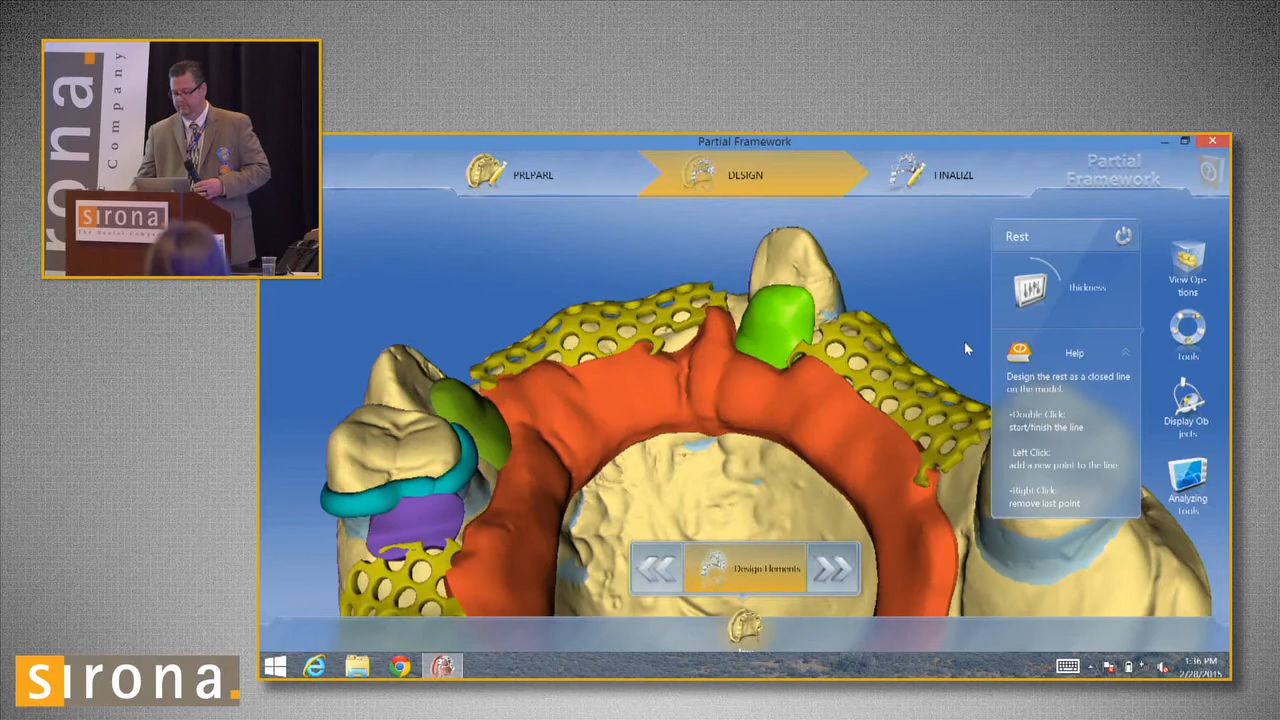 sirona.
Company
sirona.
The Dental Company
Partial Framework
PREPARE
DESIGN
FINALIZE
Partial
Framework
Rest
thickness
Help
Design the rest as a closed line
on the model.
-Double Click:
start/finish the line
Left Click:
add a new point to the line
-Right Click:
remove last point
View Op-
tions
Tools
Display Ob
jects
Analyzing
tools
Design Elements
1:36 PM
2/28/2015
sirona.